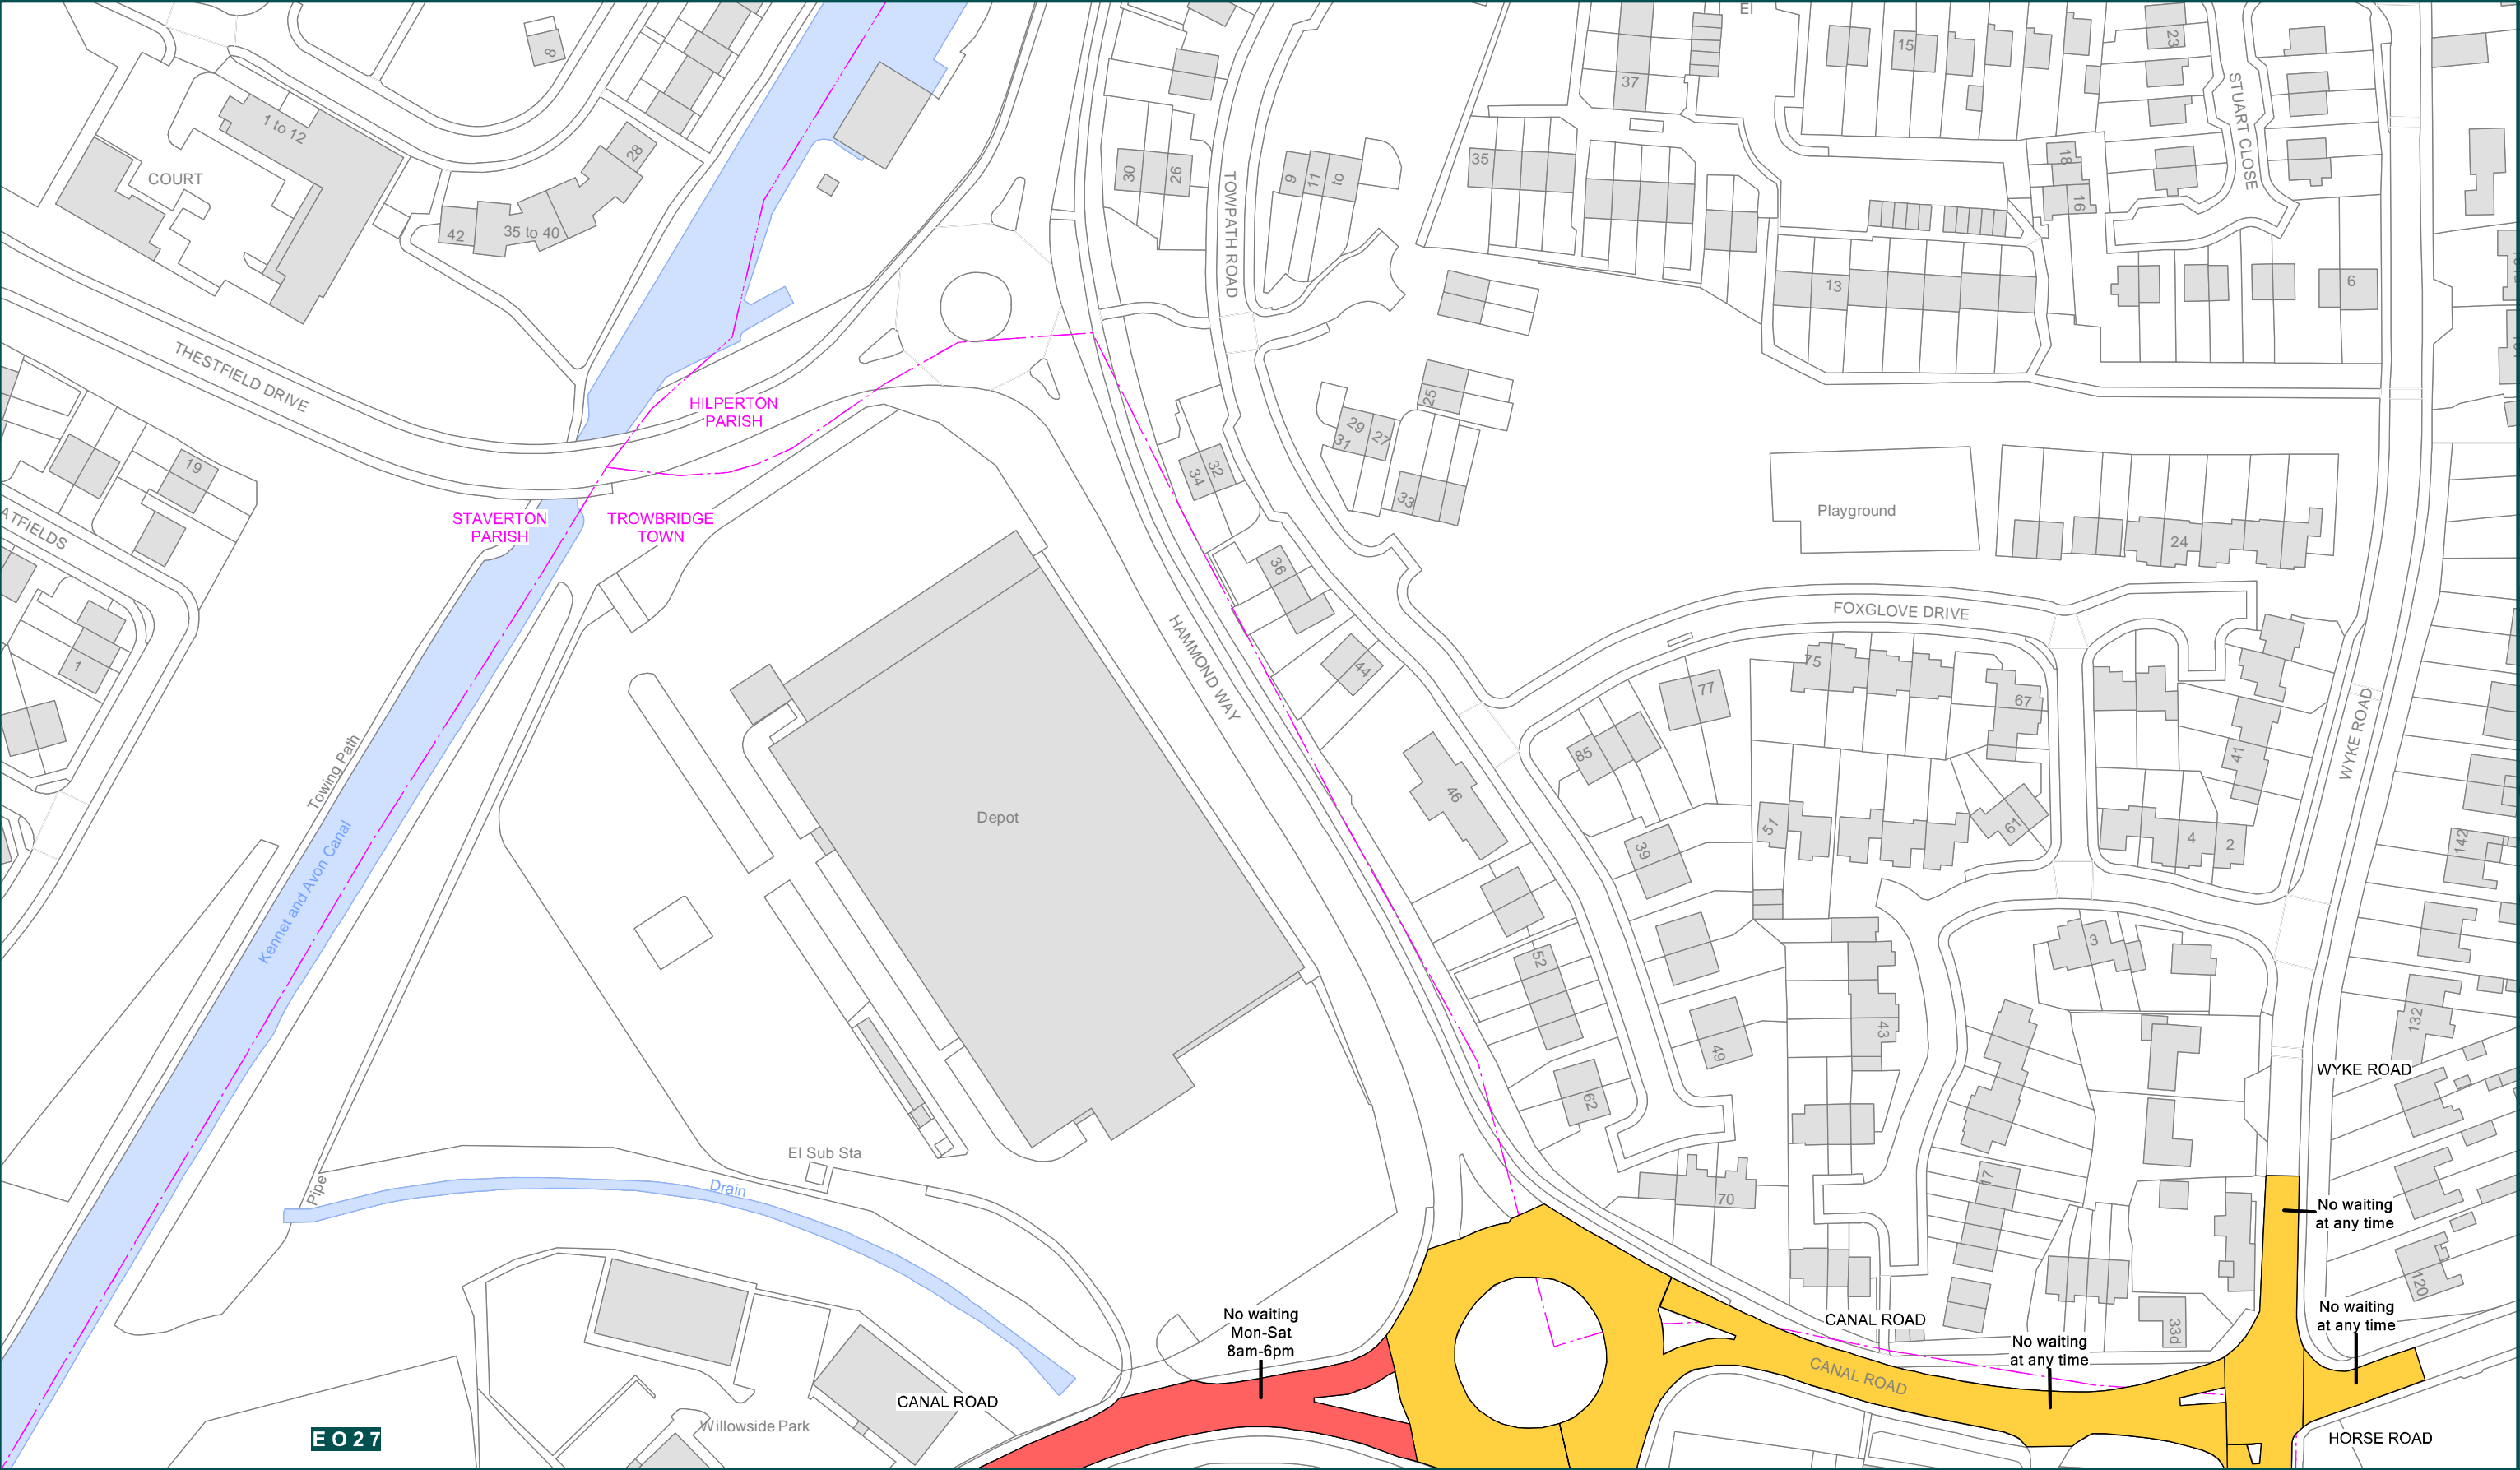 El
8
15
23
37
1 to 12
STUART CLOSE
28
35
18
COURT
30
26
9
11
to
16
TOWPATH ROAD
42
35 to 40
6
13
THESTFIELD DRIVE
HILPERTON
PARISH
25
29
31
27
19
32
34
33
Playground
STAVERTON
PARISH
TROWBRIDGE
TOWN
ATFIELDS
24
36
FOXGLOVE DRIVE
HAMMOND WAY
1
44
75
77
67
WYKE ROAD
85
41
Towing Path
46
Depot
51
61
4
2
142
39
Kennet and Avon Canal
52
3
43
132
49
WYKE ROAD
62
El Sub Sta
Pipe
Drain
17
70
No waiting
at any time
120
No waiting
Mon-Sat
8am-6pm
CANAL ROAD
33d
No waiting
at any time
No waiting
at any time
CANAL ROAD
CANAL ROAD
Willowside Park
EO27
HORSE ROAD